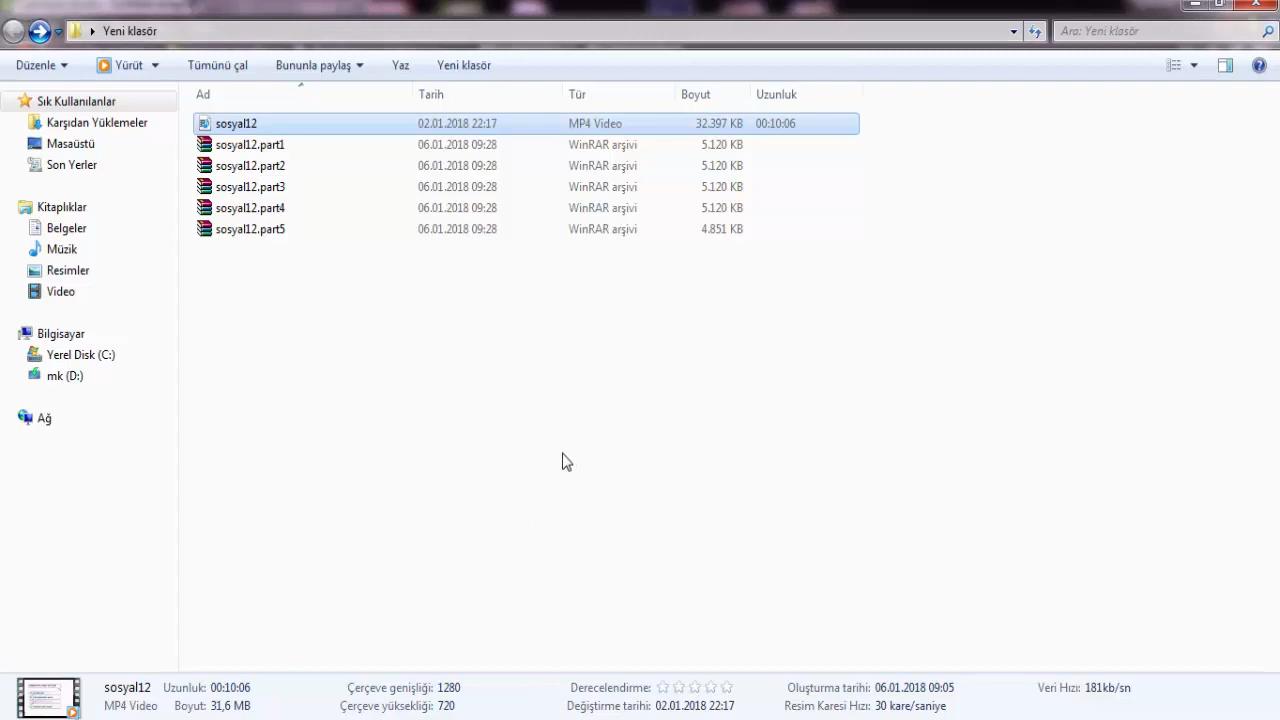 Yeni klasör
Ara: Yeni klasör
Düzenle Yürüt Tümünü çal Bununla paylaş Yaz Yeni klasör
Sık Kullanılanlar
Karşıdan Yüklemeler
Masaüstü
Son Yerler
Kitaplıklar
Belgeler
Müzik
Resimler
Video
Bilgisayar
Yerel Disk (C:)
mk (D:)
Ağ
Ad Tarih Tür Boyut Uzunluk
sosyal12 02.01.2018 22:17 MP4 Video 32.397 KB 00:10:06
sosyal12.part1 06.01.2018 09:28 WinRAR arşivi 5.120 KB
sosyal12.part2 06.01.2018 09:28 WinRAR arşivi 5.120 KB
sosyal12.part3 06.01.2018 09:28 WinRAR arşivi 5.120 KB
sosyal12.part4 06.01.2018 09:28 WinRAR arşivi 5.120 KB
sosyal12.part5 06.01.2018 09:28 WinRAR arşivi 4.851 KB
sosyal12 Uzunluk: 00:10:06 Çerçeve genişliği: 1280 Derecelendirme: Oluşturma tarihi: 06.01.2018 09:05 Veri Hızı: 181kb/sn
MP4 Video Boyut: 31,6 MB Çerçeve yüksekliği: 720 Değiştirme tarihi: 02.01.2018 22:17 Resim Karesi Hızı: 30 kare/saniye